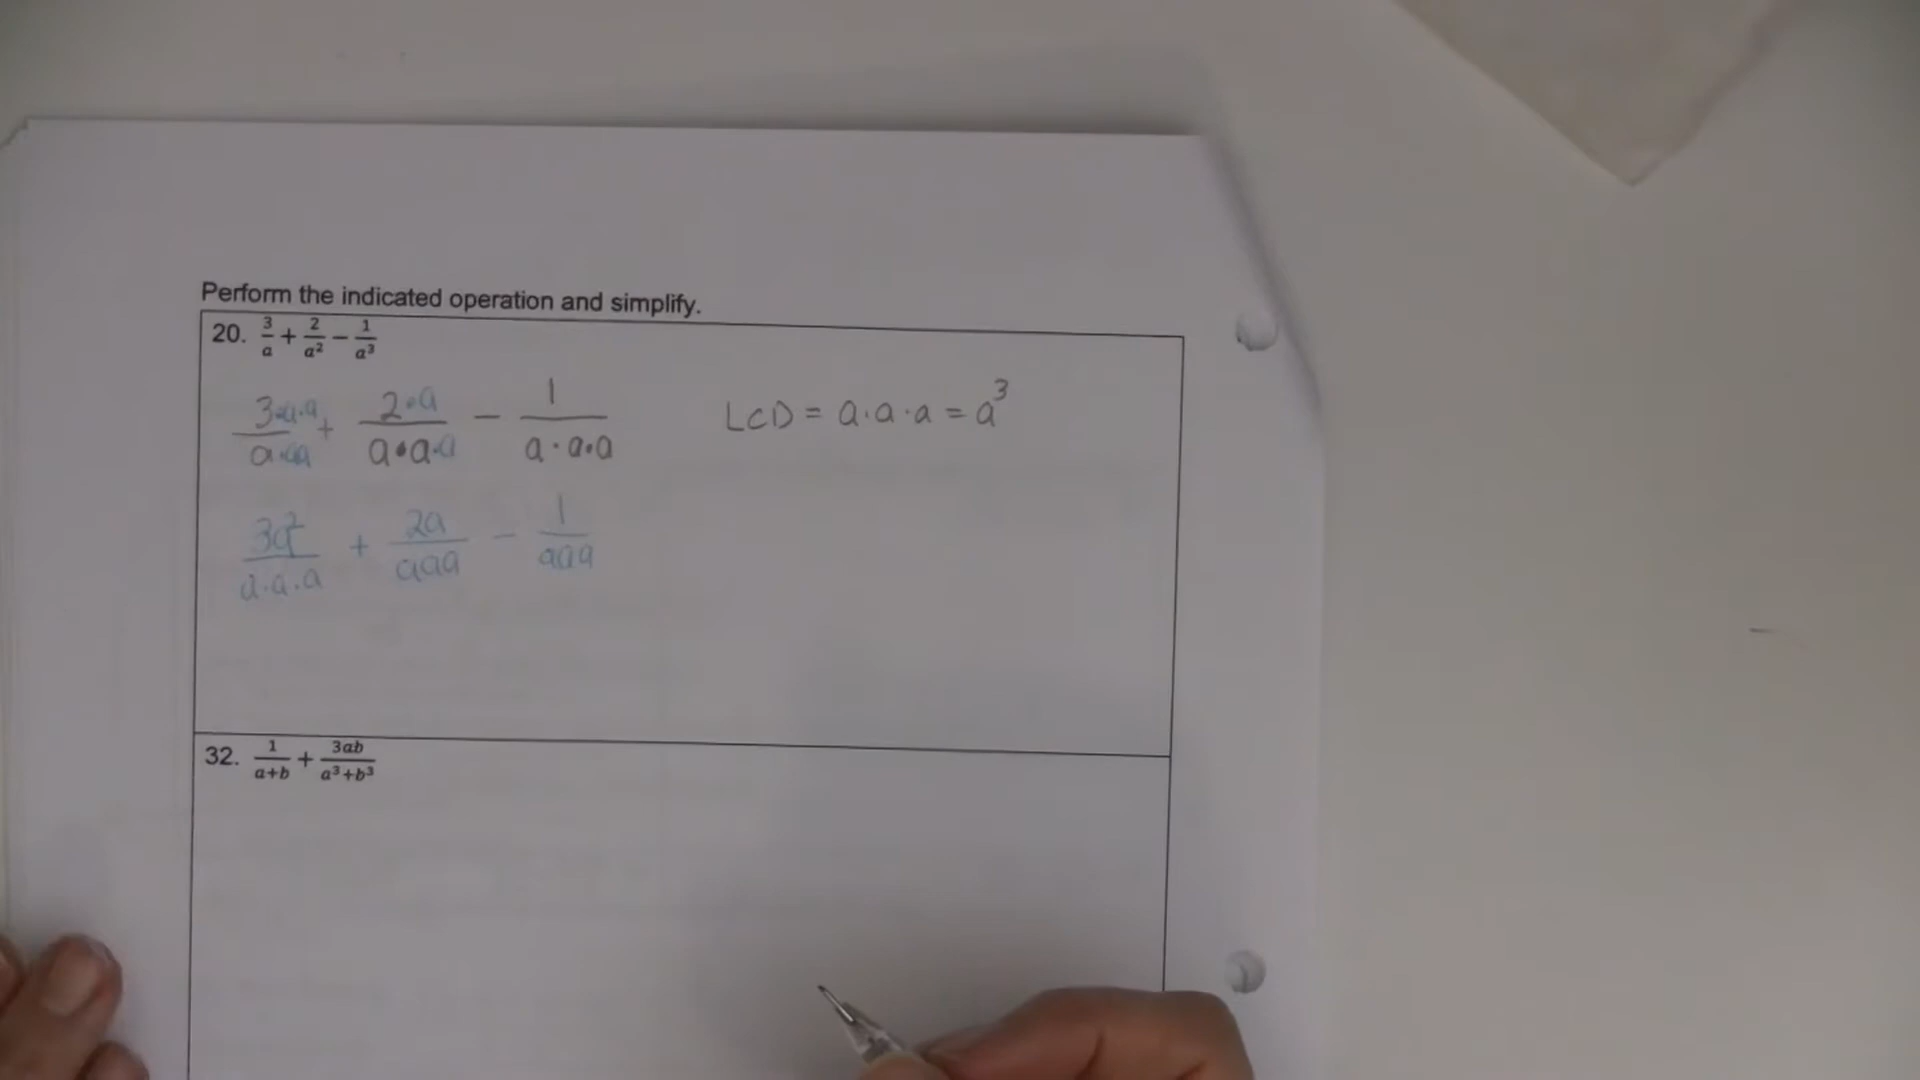 Perform the indicated operation and simplify.
20. 3/a + 2/a² − 1/a³
3·a·a/a·aa + 2·a/a·a·a − 1/a·a·a
LCD = a·a·a = a³
3a²/a·a·a + 2a/aaa − 1/aaa
32. 1/a+b + 3ab/a³+b³